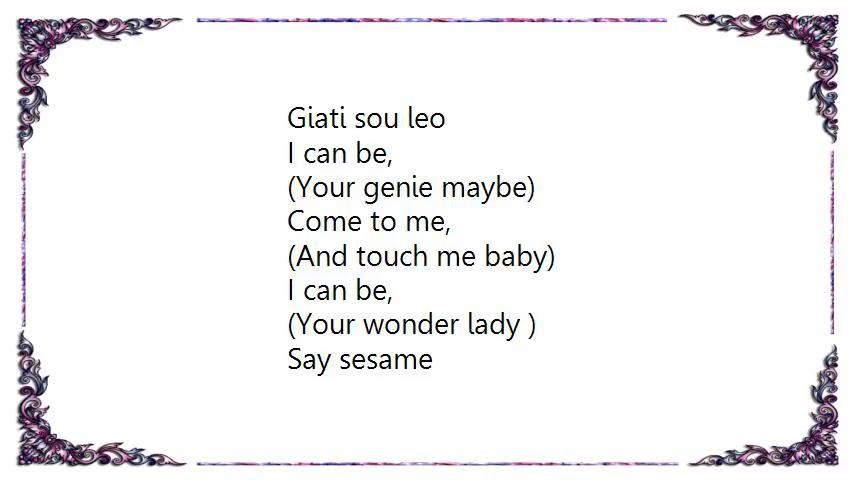 Giati sou leo
I can be,
(Your genie maybe)
Come to me,
(And touch me baby)
I can be,
(Your wonder lady )
Say sesame